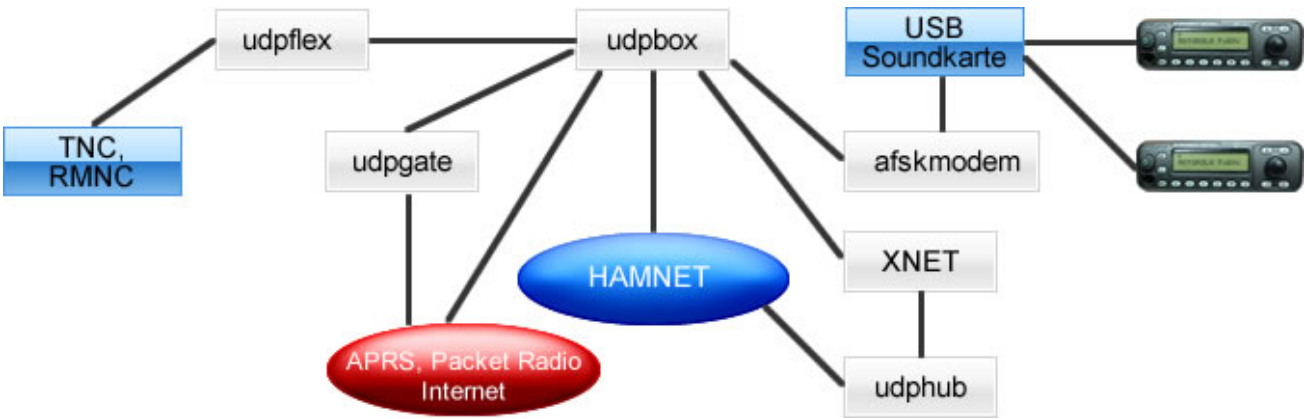 udpflex
udpbox
USB
Soundkarte
TNC,
RMNC
udpgate
afskmodem
HAMNET
XNET
APRS, Packet Radio
Internet
udphub